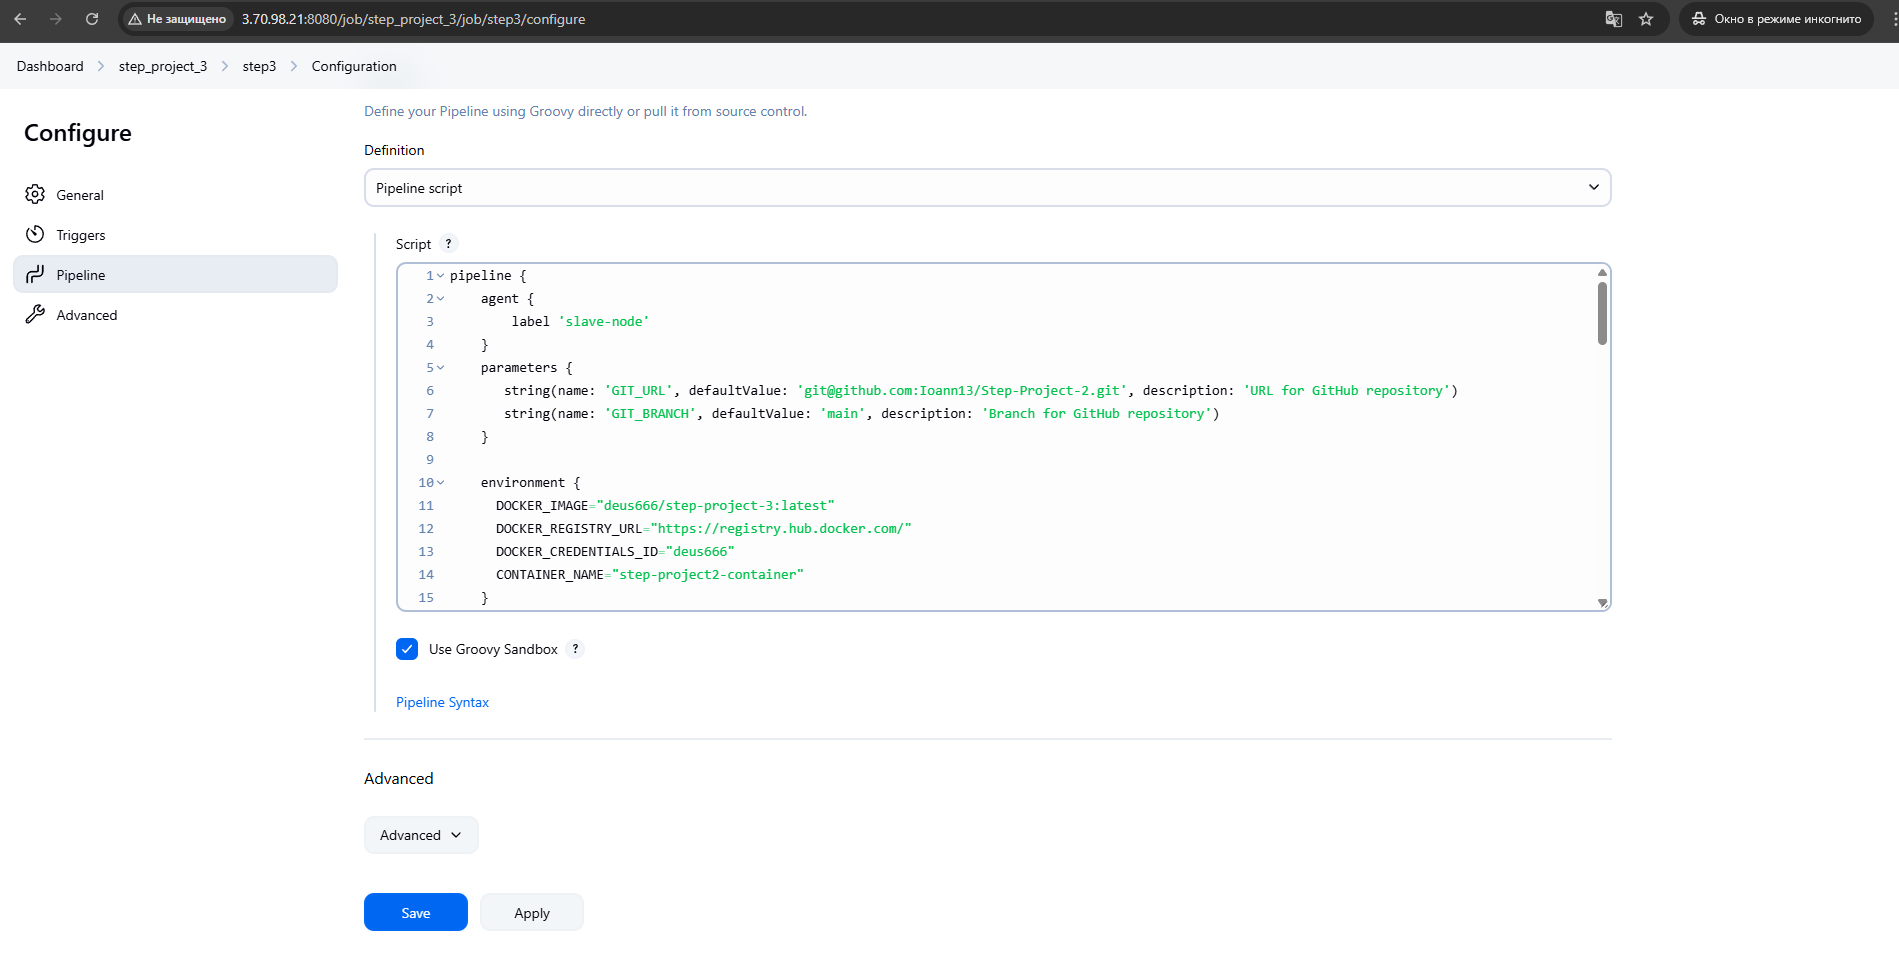 Не защищено 3.70.98.21:8080/job/step_project_3/job/step3/configure Окно в режиме инкогнито
Dashboard step_project_3 step3 Configuration
Configure
General
Triggers
Pipeline
Advanced
Define your Pipeline using Groovy directly or pull it from source control.
Definition
Pipeline script
Script ?
1 pipeline {
2 agent {
3 label 'slave-node'
4 }
5 parameters {
6 string(name: 'GIT_URL', defaultValue: 'git@github.com:Ioann13/Step-Project-2.git', description: 'URL for GitHub repository')
7 string(name: 'GIT_BRANCH', defaultValue: 'main', description: 'Branch for GitHub repository')
8 }
9
10 environment {
11 DOCKER_IMAGE="deus666/step-project-3:latest"
12 DOCKER_REGISTRY_URL="https://registry.hub.docker.com/"
13 DOCKER_CREDENTIALS_ID="deus666"
14 CONTAINER_NAME="step-project2-container"
15 }
Use Groovy Sandbox ?
Pipeline Syntax
Advanced
Advanced
Save Apply